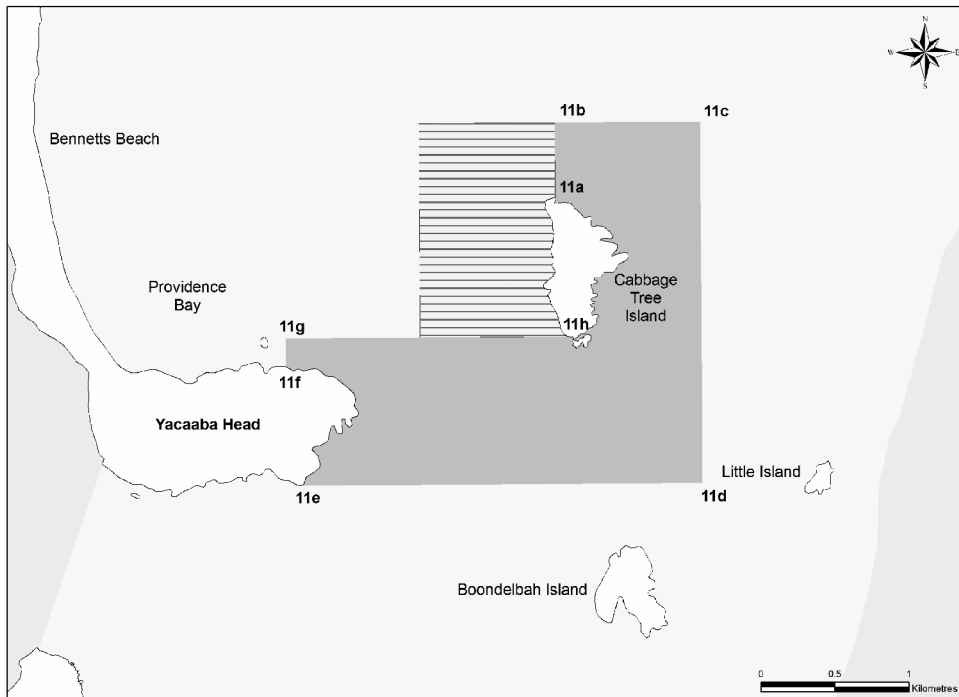 N
W E
S
11b
11c
Bennetts Beach
11a
Providence
Bay
Cabbage
Tree
Island
11g
11h
11f
Yacaaba Head
Little Island
11e
11d
Boondelbah Island
0 0.5 1
Kilometres